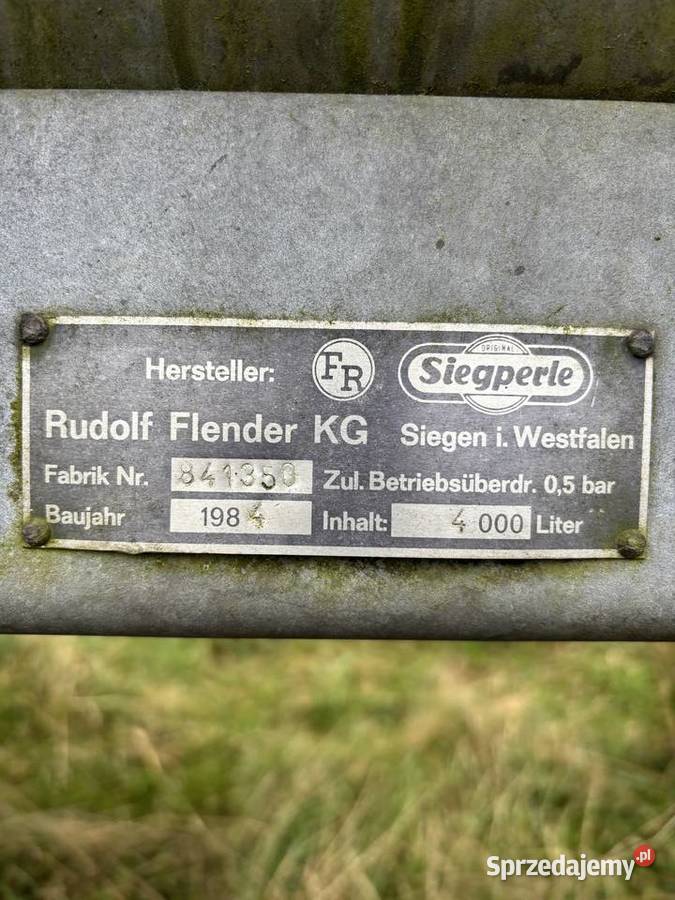 Hersteller:
FR
ORIGINAL
Siegperle
Rudolf Flender KG
Siegen i. Westfalen
Fabrik Nr. 841350
Zul. Betriebsüberdr. 0,5 bar
Baujahr 1984
Inhalt: 4 000 Liter
Sprzedajemy.pl